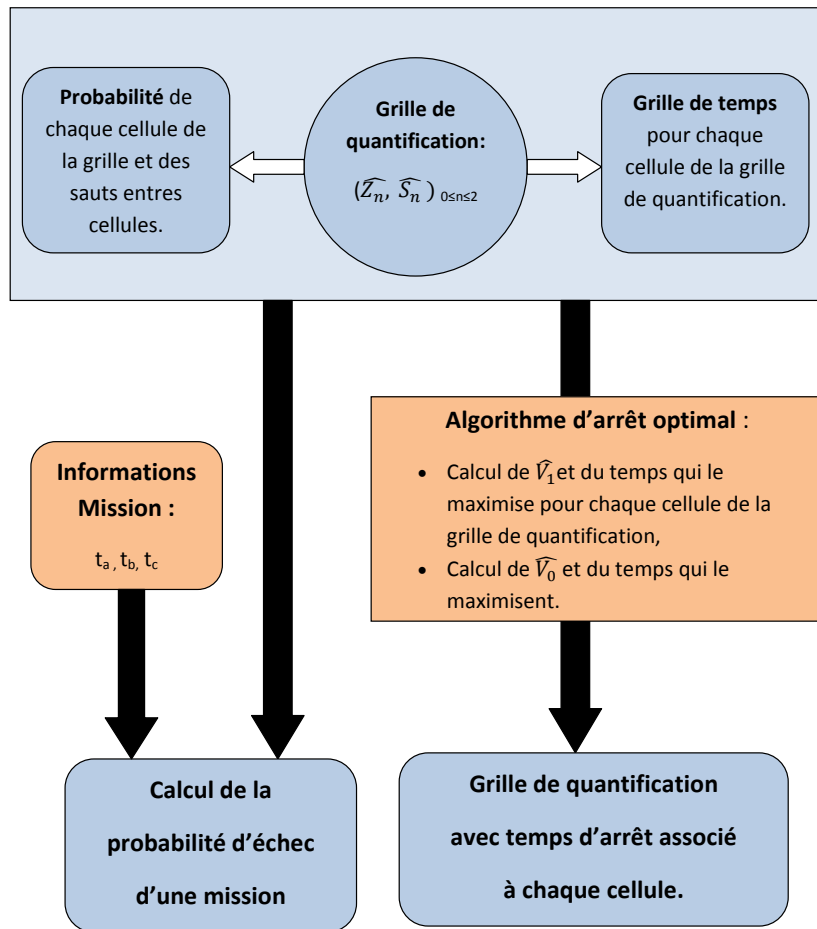 Probabilité de
chaque cellule de
la grille et des
sauts entres
cellules.
Grille de
quantification:
(Ẑₙ, Ŝₙ) 0≤n≤2
Grille de temps
pour chaque
cellule de la grille
de quantification.
Informations
Mission :
tₐ , t_b, t_c
Algorithme d’arrêt optimal :
• Calcul de V̂₁ et du temps qui le
maximise pour chaque cellule de la
grille de quantification,
• Calcul de V̂₀ et du temps qui le
maximisent.
Calcul de la
probabilité d’échec
d’une mission
Grille de quantification
avec temps d’arrêt associé
à chaque cellule.